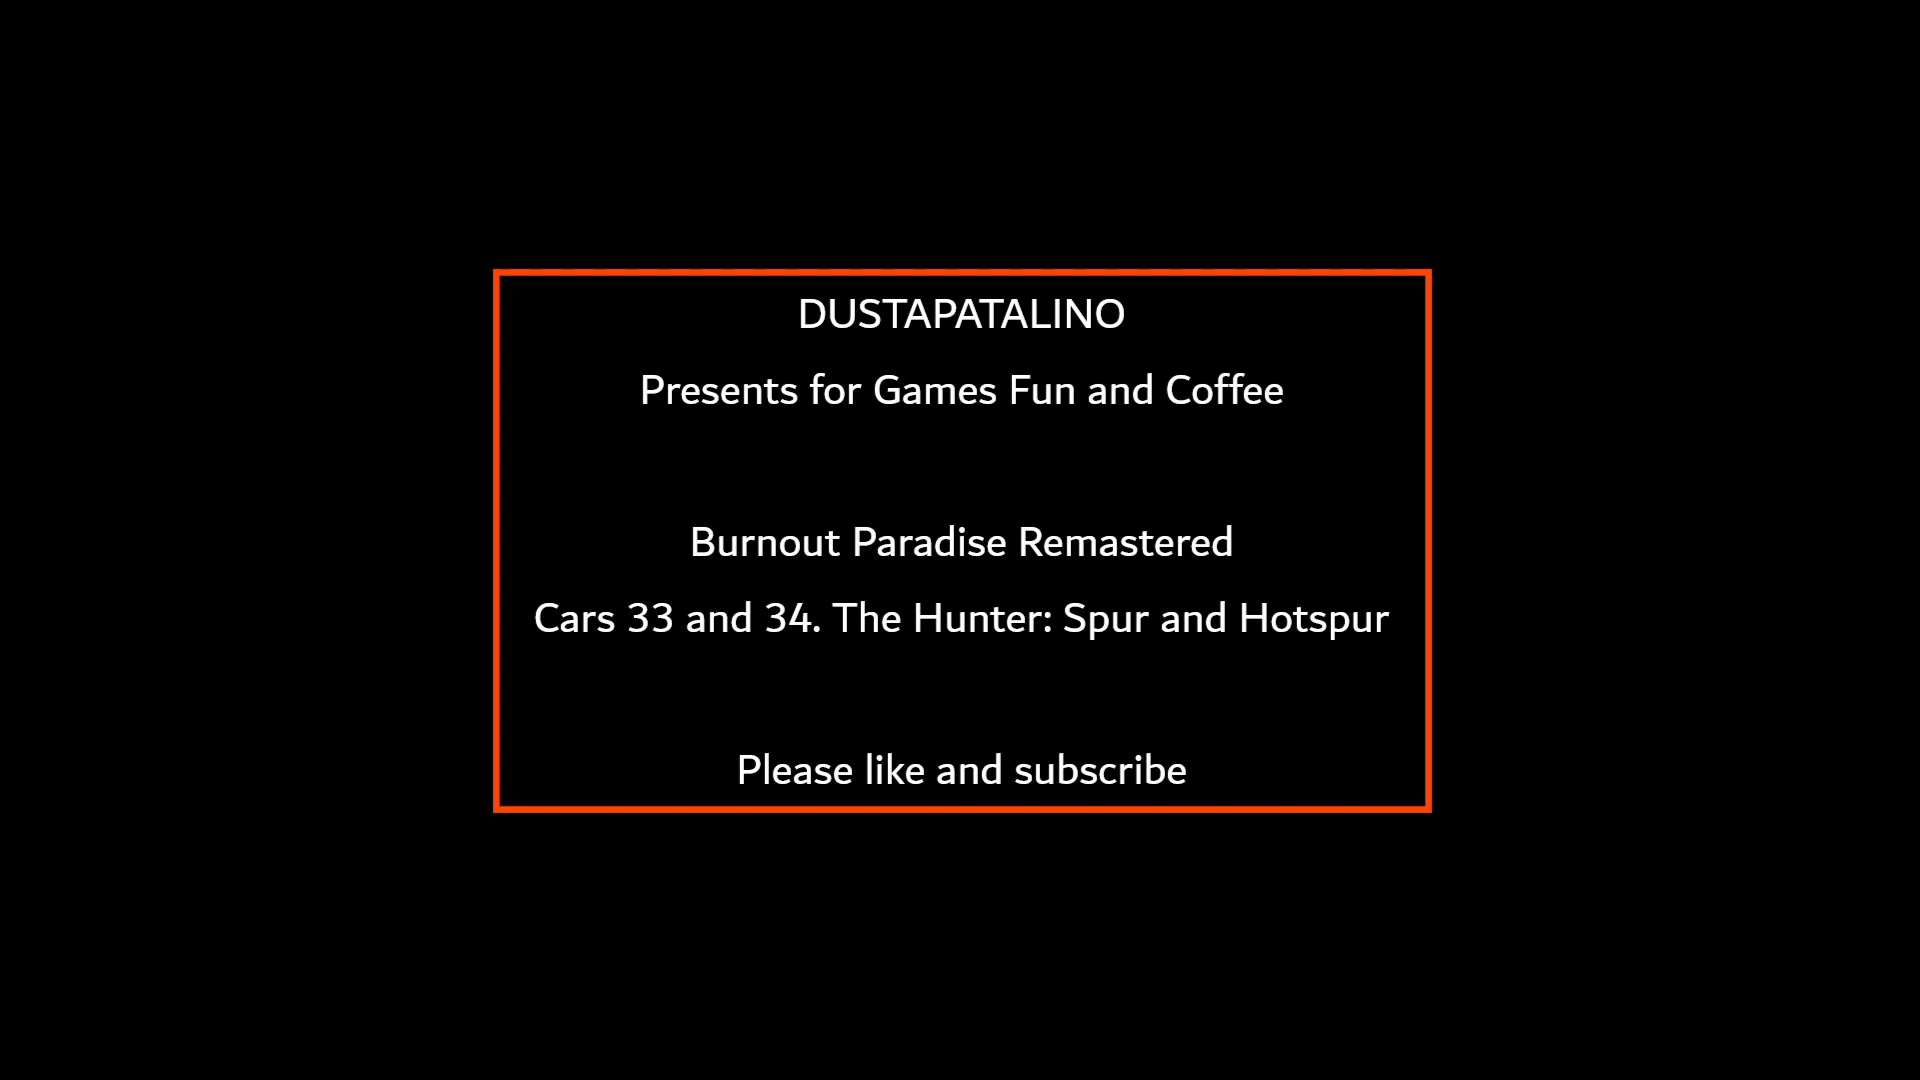 DUSTAPATALINO
Presents for Games Fun and Coffee
Burnout Paradise Remastered
Cars 33 and 34. The Hunter: Spur and Hotspur
Please like and subscribe